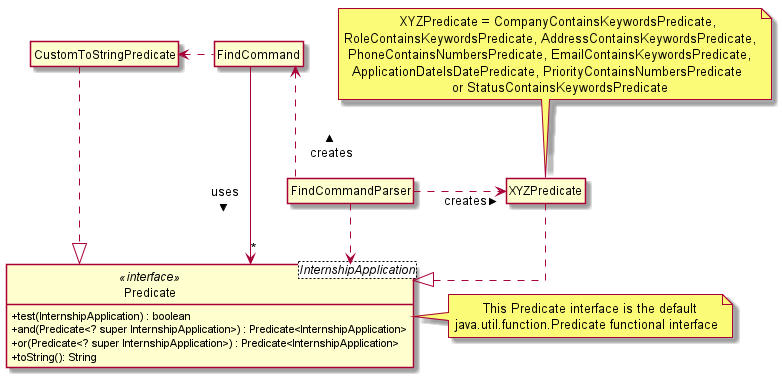 XYZPredicate = CompanyContainsKeywordsPredicate,
RoleContainsKeywordsPredicate, AddressContainsKeywordsPredicate,
PhoneContainsNumbersPredicate, EmailContainsKeywordsPredicate,
ApplicationDateIsDatePredicate, PriorityContainsNumbersPredicate
or StatusContainsKeywordsPredicate
CustomToStringPredicate
FindCommand
creates
FindCommandParser
creates
XYZPredicate
uses
*
InternshipApplication
«interface»
Predicate
+test(InternshipApplication) : boolean
+and(Predicate<? super InternshipApplication>) : Predicate<InternshipApplication>
+or(Predicate<? super InternshipApplication>) : Predicate<InternshipApplication>
+toString(): String
This Predicate interface is the default
java.util.function.Predicate functional interface